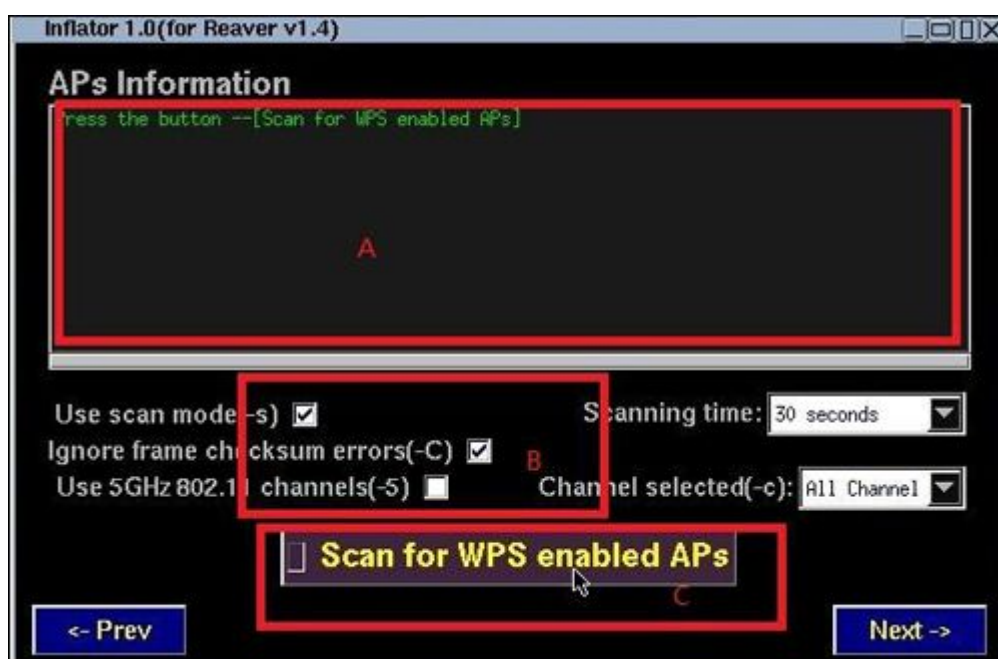 Inflator 1.0(for Reaver v1.4)
APs Information
Press the button --[Scan for WPS enabled APs]
A
Use scan mode(-s)
Scanning time: 30 seconds
Ignore frame checksum errors(-C)
B
Use 5GHz 802.11 channels(-5)
Channel selected(-c): All Channel
Scan for WPS enabled APs
C
<- Prev
Next ->